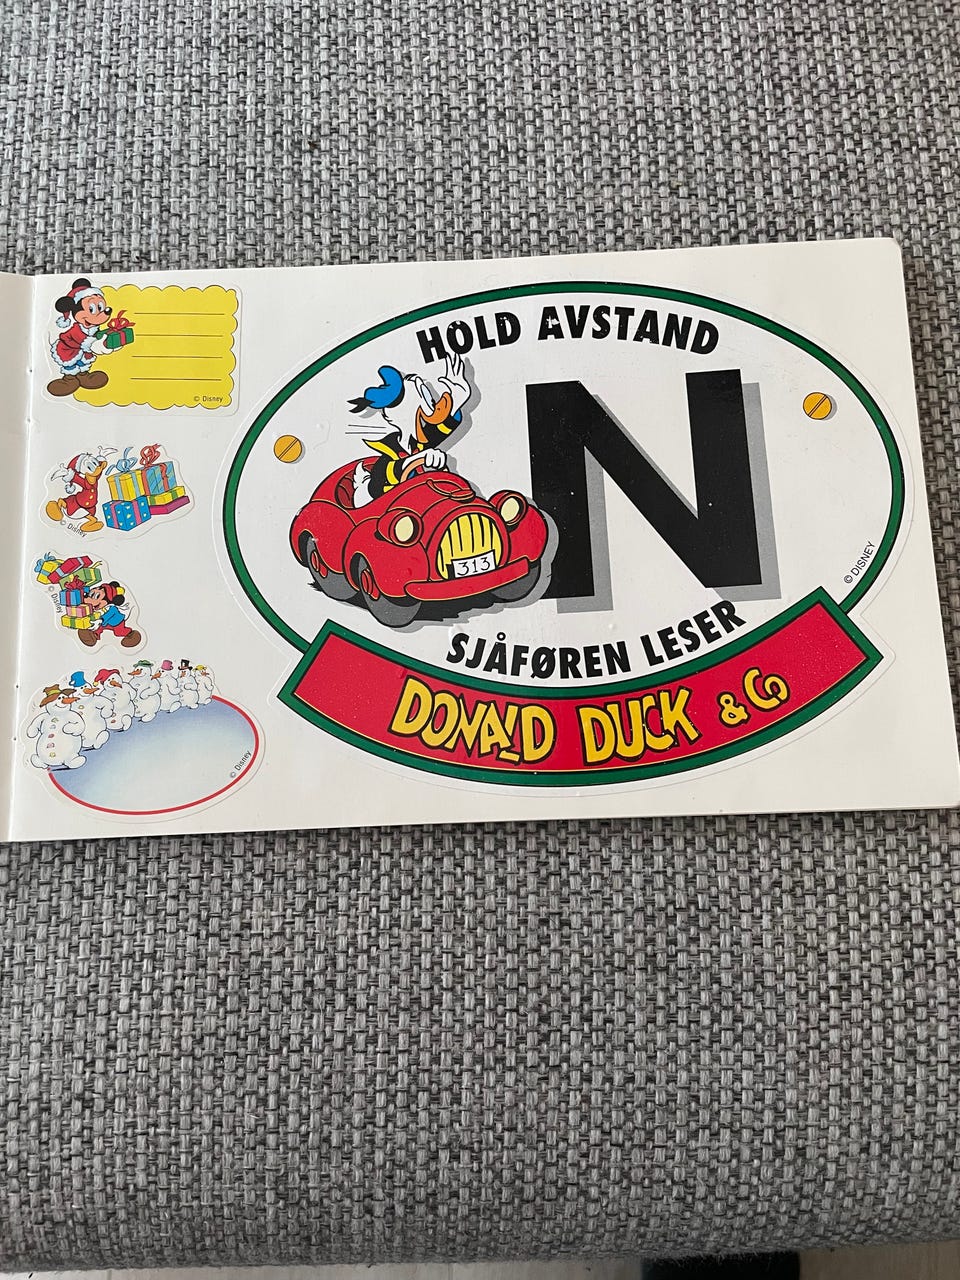 HOLD AVSTAND
N
313
© DISNEY
SJÅFØREN LESER
DONALD DUCK & Co
© Disney
© Disney
© Disney
© Disney